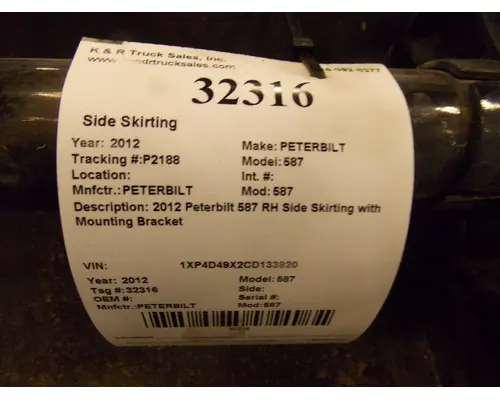 K & R Truck Sales, Inc.
32316
Side Skirting
Year: 2012 Make: PETERBILT
Tracking #:P2188 Model: 587
Location: Int. #:
Mnfctr.:PETERBILT Mod: 587
Description: 2012 Peterbilt 587 RH Side Skirting with
Mounting Bracket
VIN: 1XP4D49X2CD133920
Year: 2012 Model: 587
Tag #:32316 Side:
OEM #: Serial#:
Mnfctr.:PETERBILT Mod:587